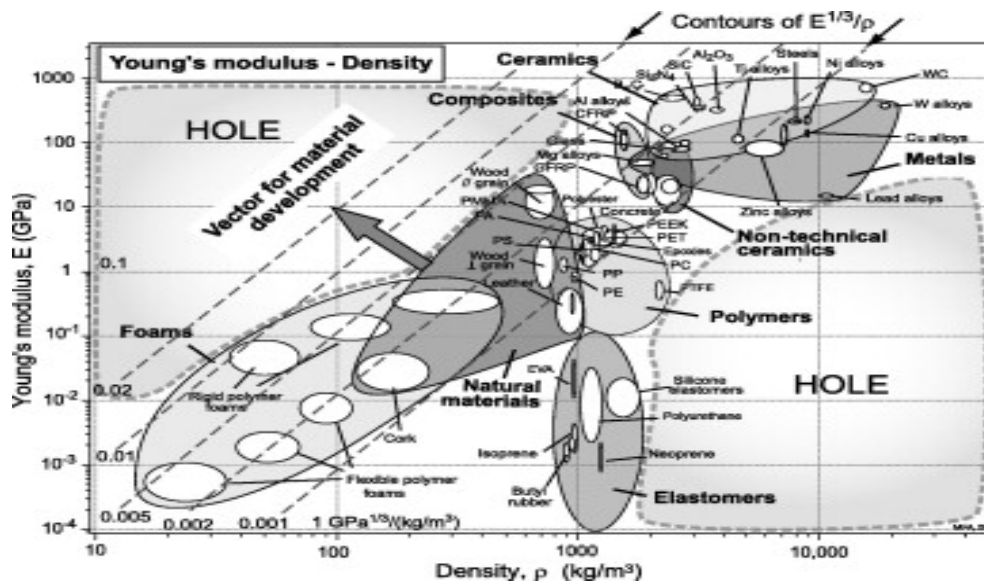 Contours of E^1/3/ρ
Young's modulus - Density
Ceramics
Composites
HOLE
Vector for material
development
SiC
Si3N4
Al2O3
Ti alloys
Steels
Ni alloys
WC
W alloys
Cu alloys
Metals
Al alloys
CFRP
Glass
Mg alloys
GFRP
Wood
// grain
Polyester
PMMA
PA
Concrete
Zinc alloys
Lead alloys
PEEK
PET
Non-technical
ceramics
Epoxies
PS
PC
Wood
⊥ grain
PP
PE
PTFE
Leather
Polymers
Foams
Natural
materials
EVA
HOLE
Silicone
elastomers
Rigid polymer
foams
Cork
Polyurethane
Isoprene
Neoprene
Flexible polymer
foams
Butyl
rubber
Elastomers
0.1
0.02
0.01
0.005
0.002
0.001
1 GPa^1/3/(kg/m³)
Young's modulus, E (GPa)
1000
100
10
1
10⁻¹
10⁻²
10⁻³
10⁻⁴
10
100
1000
10,000
Density, ρ (kg/m³)